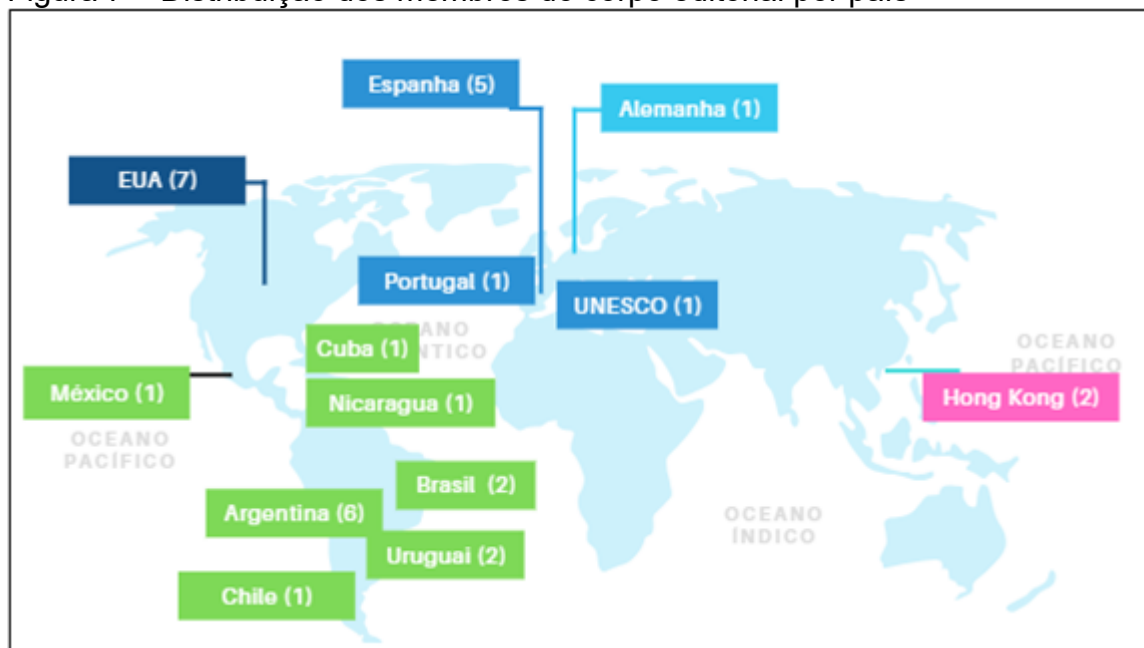 Espanha (5)
Alemanha (1)
EUA (7)
Portugal (1)
UNESCO (1)
OCEANO
Cuba (1)
OCEANO
PACÍFICO
México (1)
Nicaragua (1)
Hong Kong (2)
OCEANO
PACÍFICO
Brasil (2)
Argentina (6)
OCEANO
ÍNDICO
Uruguai (2)
Chile (1)